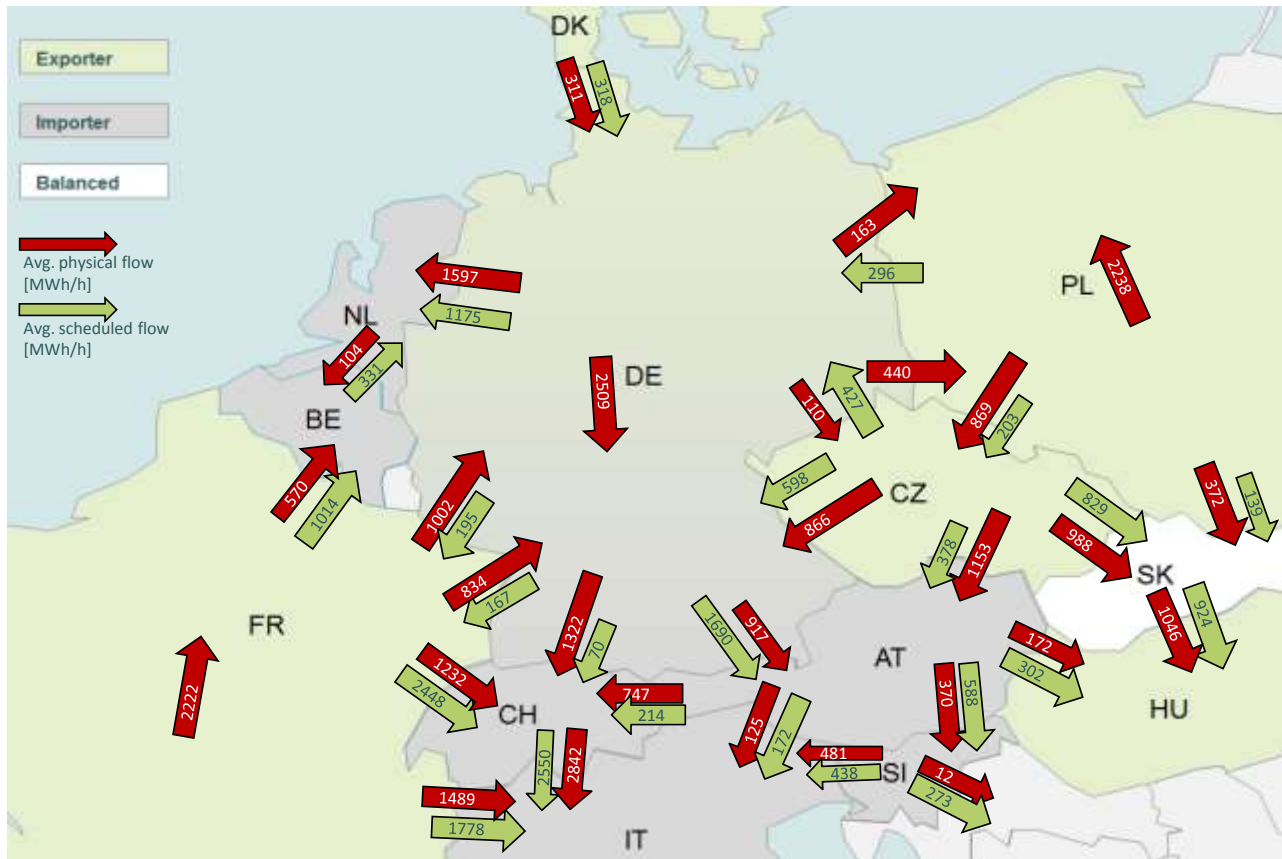 DK
Exporter
311
318
Importer
Balanced
163
Avg. physical flow
[MWh/h]
1597
296
PL
2238
Avg. scheduled flow
[MWh/h]
NL
1175
104
331
DE
2509
440
110
427
869
203
BE
570
1014
598
CZ
866
372
139
829
988
1002
195
378
1153
SK
834
167
FR
1322
70
1690
917
AT
172
302
1046
924
2222
1232
2448
CH
747
214
125
172
370
588
HU
2550
2842
481
438
SI
12
273
1489
1778
IT